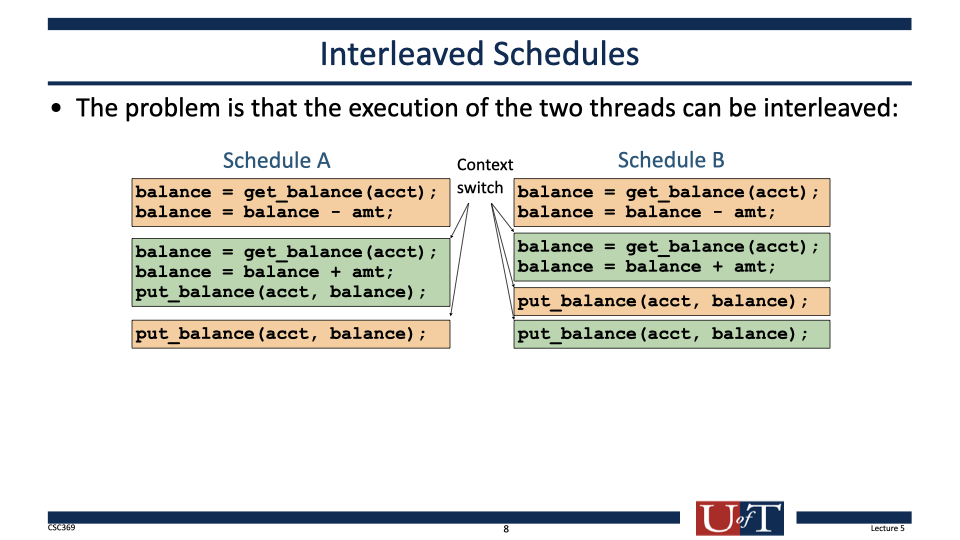 Interleaved Schedules
• The problem is that the execution of the two threads can be interleaved:
Schedule A
balance = get_balance(acct);
balance = balance - amt;
balance = get_balance(acct);
balance = balance + amt;
put_balance(acct, balance);
put_balance(acct, balance);
Context
switch
Schedule B
balance = get_balance(acct);
balance = balance - amt;
balance = get_balance(acct);
balance = balance + amt;
put_balance(acct, balance);
put_balance(acct, balance);
CSC369
8
U of T
Lecture 5